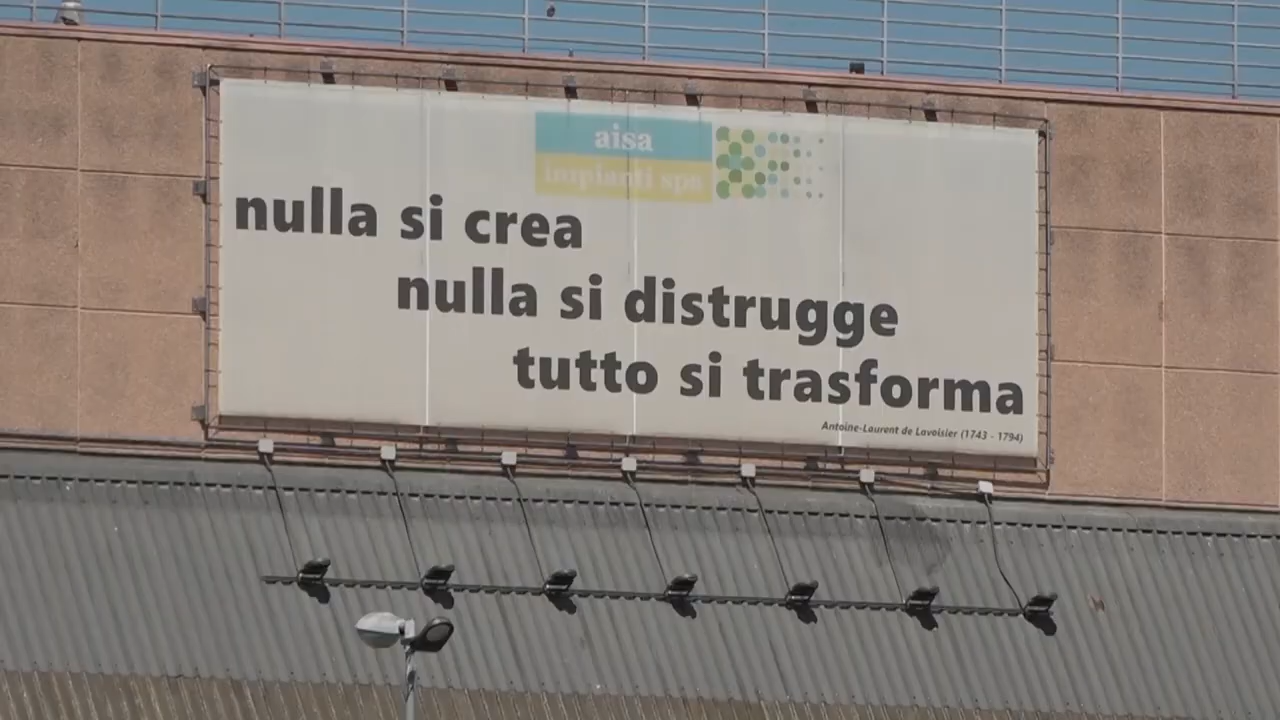 aisa
impianti spa
nulla si crea
nulla si distrugge
tutto si trasforma
Antoine-Laurent de Lavoisier (1743 - 1794)